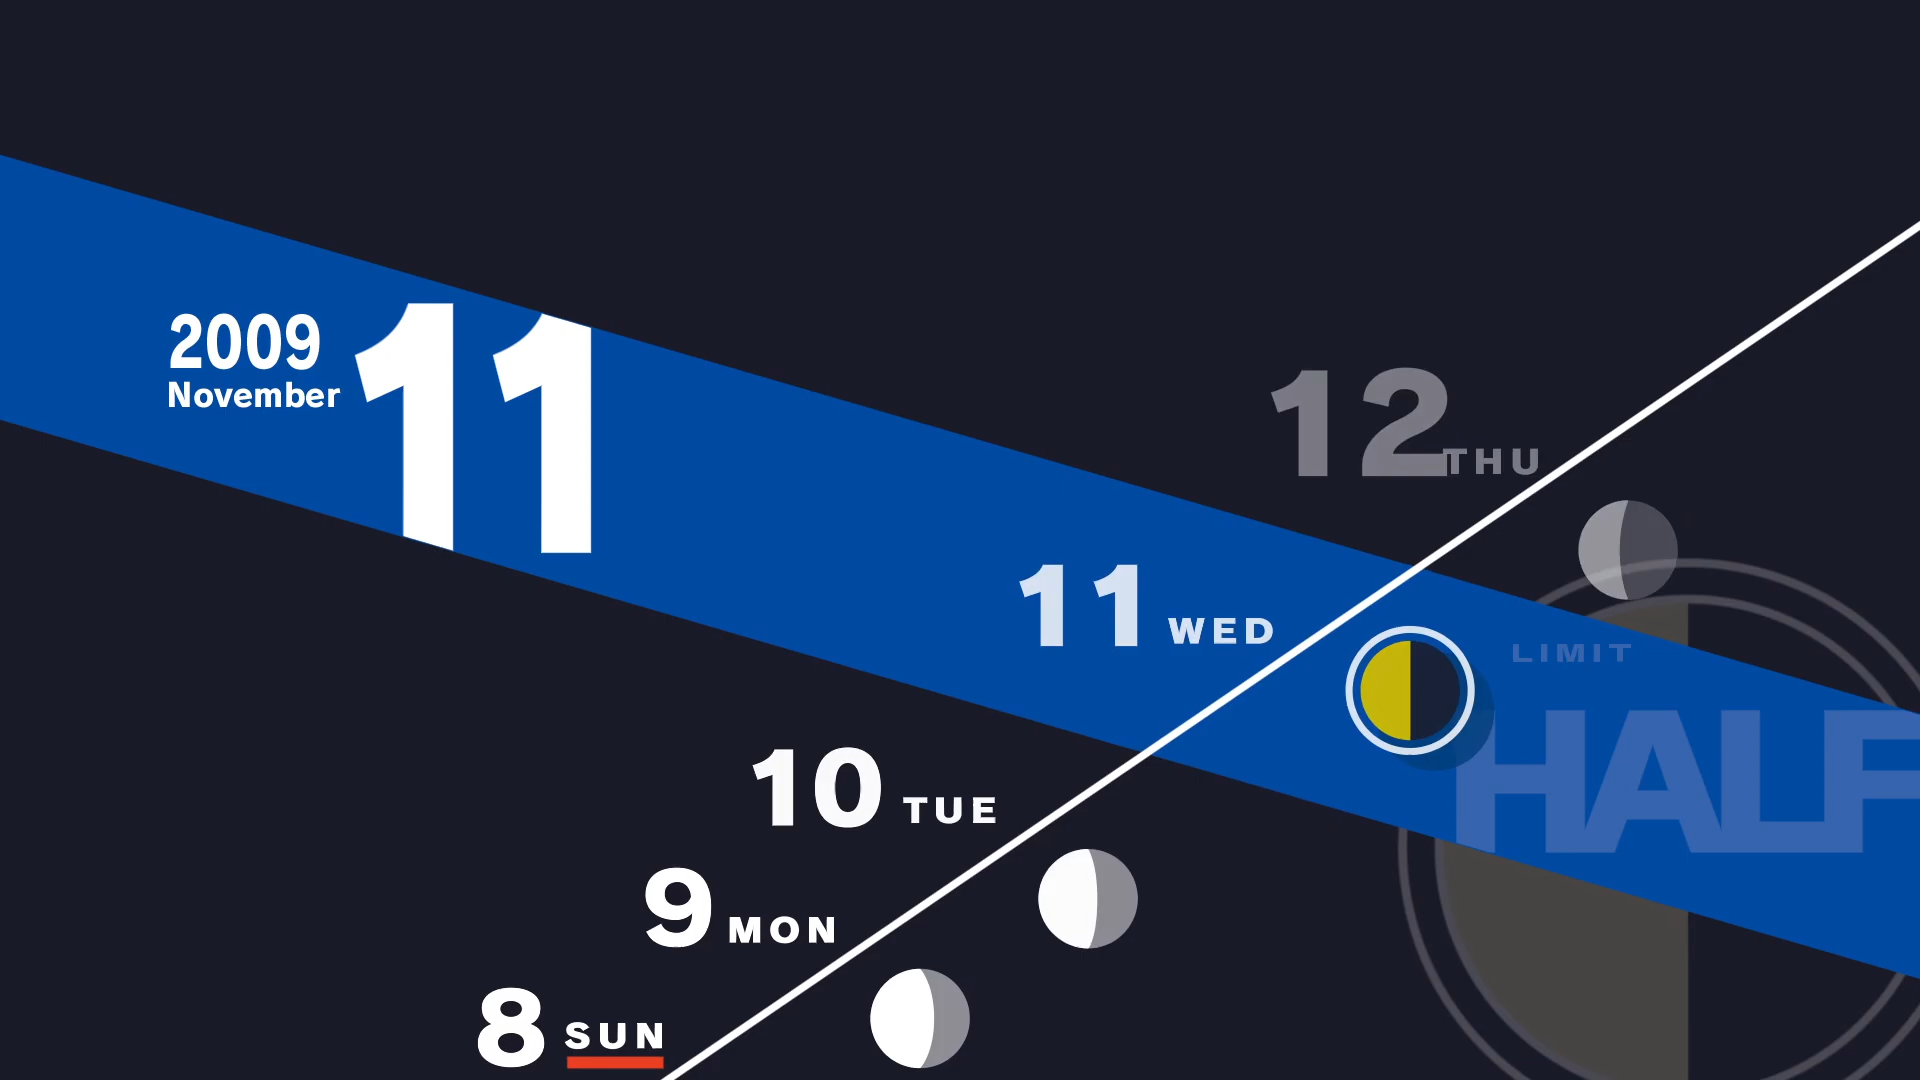 2009
November
11
12 THU
11 WED
LIMIT
HALF
10 TUE
9 MON
8 SUN